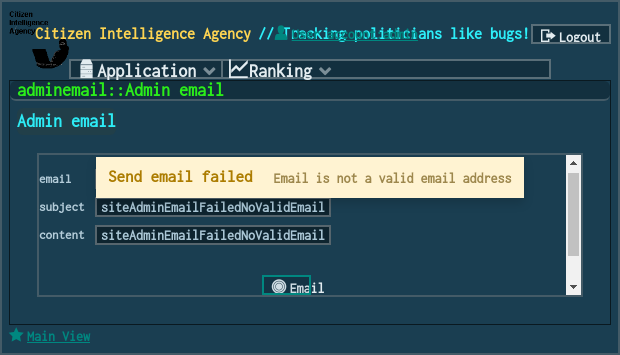 Citizen
Intelligence
Agency
Citizen Intelligence Agency // Tracking politicians like bugs!
Logout
Application
Ranking
adminemail::Admin email
Admin email
Send email failed Email is not a valid email address
email
subject siteAdminEmailFailedNoValidEmail
content siteAdminEmailFailedNoValidEmail
Email
Main View